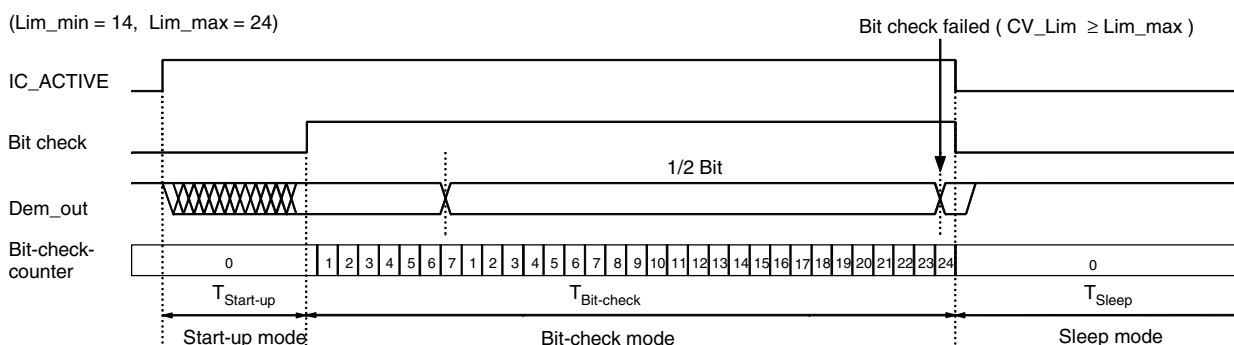 (Lim_min = 14, Lim_max = 24)
Bit check failed ( CV_Lim ≥ Lim_max )
IC_ACTIVE
Bit check
1/2 Bit
Dem_out
Bit-check-
counter
0 1 2 3 4 5 6 7 1 2 3 4 5 6 7 8 9 10 11 12 13 14 15 16 17 18 19 20 21 22 23 24 0
T Start-up T Bit-check T Sleep
Start-up mode Bit-check mode Sleep mode